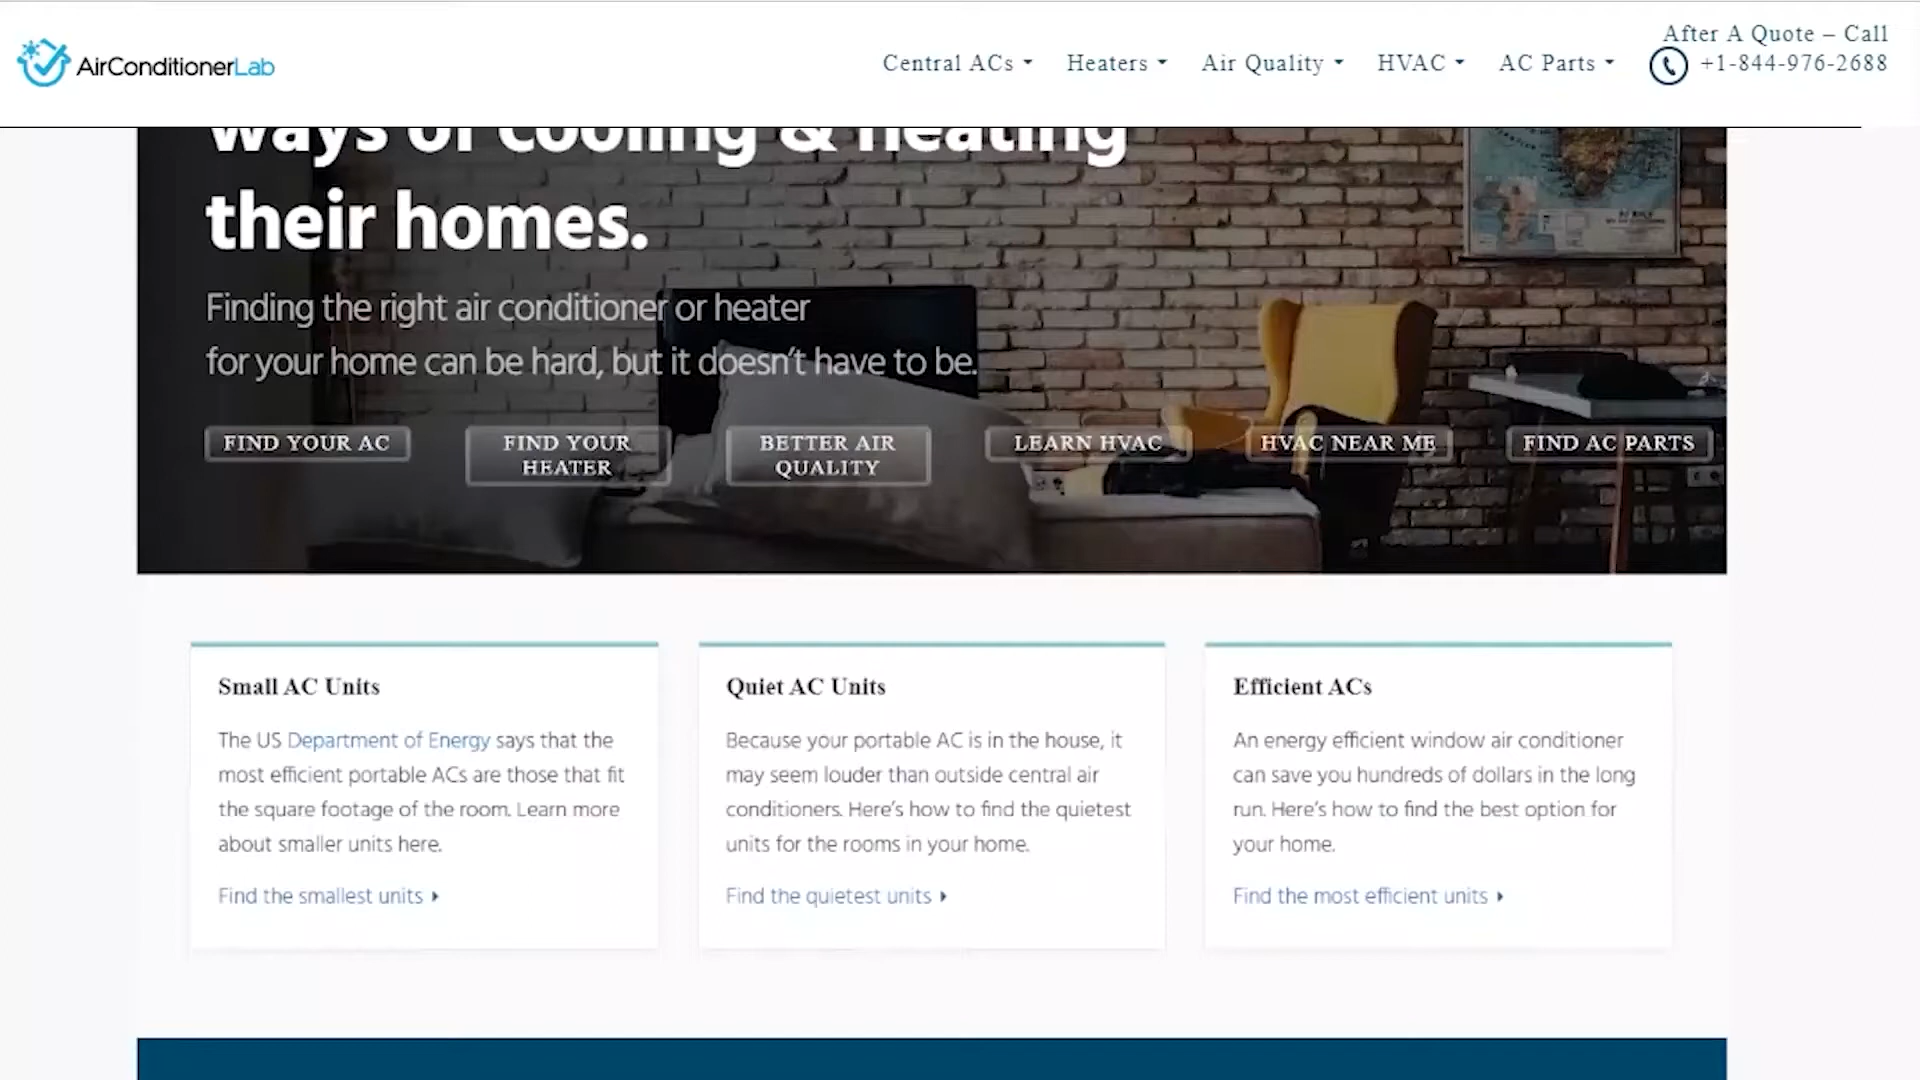 After A Quote – Call
AirConditionerLab
Central ACs
Heaters
Air Quality
HVAC
AC Parts
+1-844-976-2688
ways of cooling & heating
their homes.
Finding the right air conditioner or heater
for your home can be hard, but it doesn't have to be.
FIND YOUR AC
FIND YOUR
HEATER
BETTER AIR
QUALITY
LEARN HVAC
HVAC NEAR ME
FIND AC PARTS
Small AC Units
The US Department of Energy says that the
most efficient portable ACs are those that fit
the square footage of the room. Learn more
about smaller units here.
Find the smallest units
Quiet AC Units
Because your portable AC is in the house, it
may seem louder than outside central air
conditioners. Here's how to find the quietest
units for the rooms in your home.
Find the quietest units
Efficient ACs
An energy efficient window air conditioner
can save you hundreds of dollars in the long
run. Here's how to find the best option for
your home.
Find the most efficient units